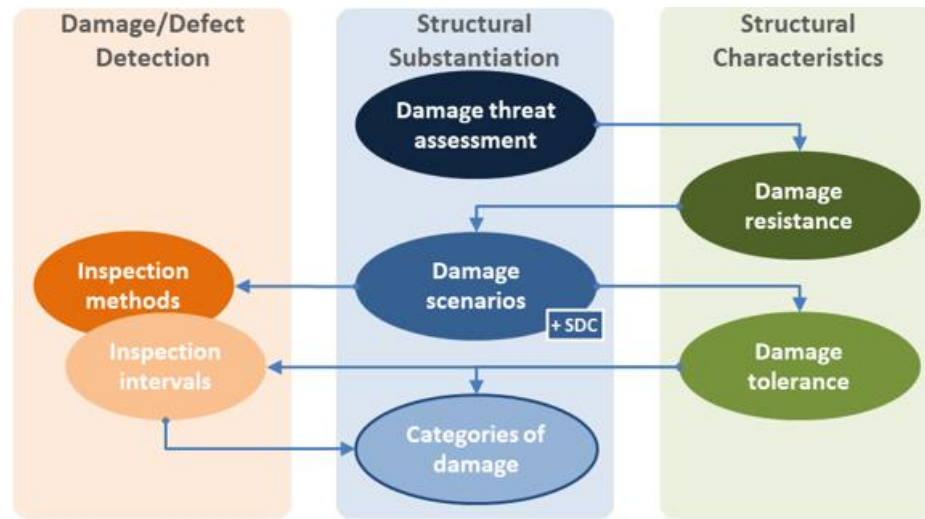 Damage/Defect
Detection
Structural
Substantiation
Structural
Characteristics
Damage threat
assessment
Damage
resistance
Inspection
methods
Damage
scenarios
+ SDC
Inspection
intervals
Damage
tolerance
Categories of
damage